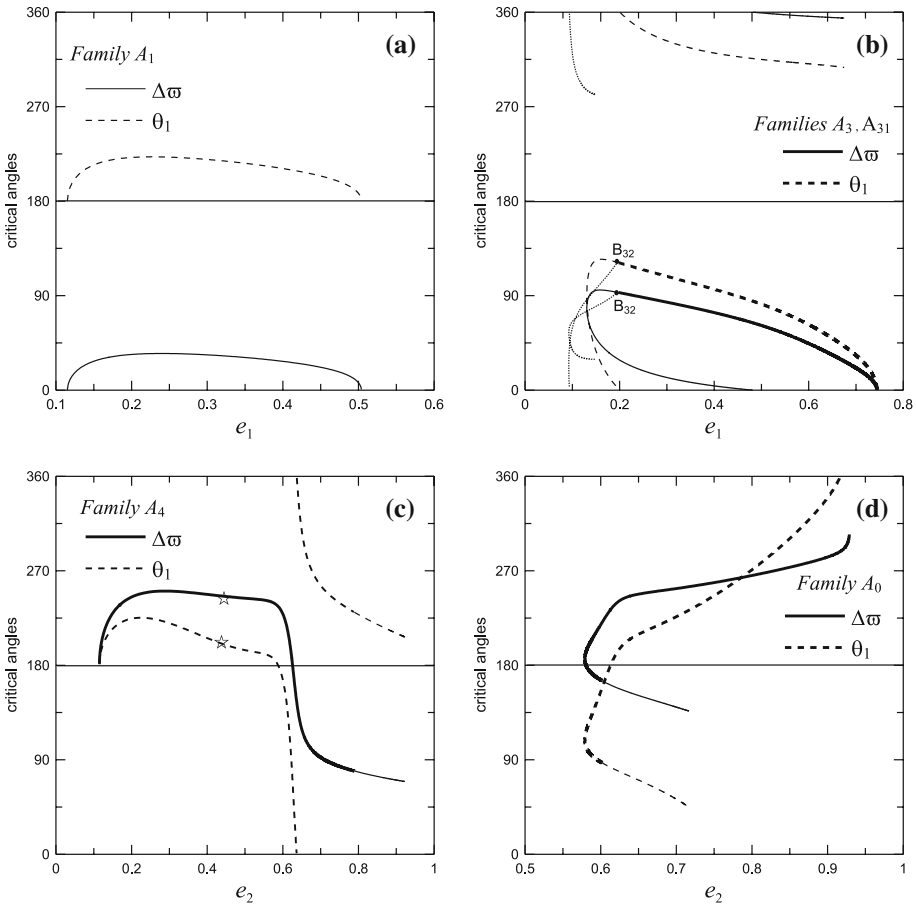 (a)
Family A1
Δϖ
θ1
critical angles
360
270
180
90
0
0.1
0.2
0.3
0.4
0.5
0.6
e1
(b)
Families A3, A31
Δϖ
θ1
B32
B32
critical angles
360
270
180
90
0
0
0.2
0.4
0.6
0.8
e1
(c)
Family A4
Δϖ
θ1
critical angles
360
270
180
90
0
0
0.2
0.4
0.6
0.8
1
e2
(d)
Family A0
Δϖ
θ1
critical angles
360
270
180
90
0
0.5
0.6
0.7
0.8
0.9
1
e2